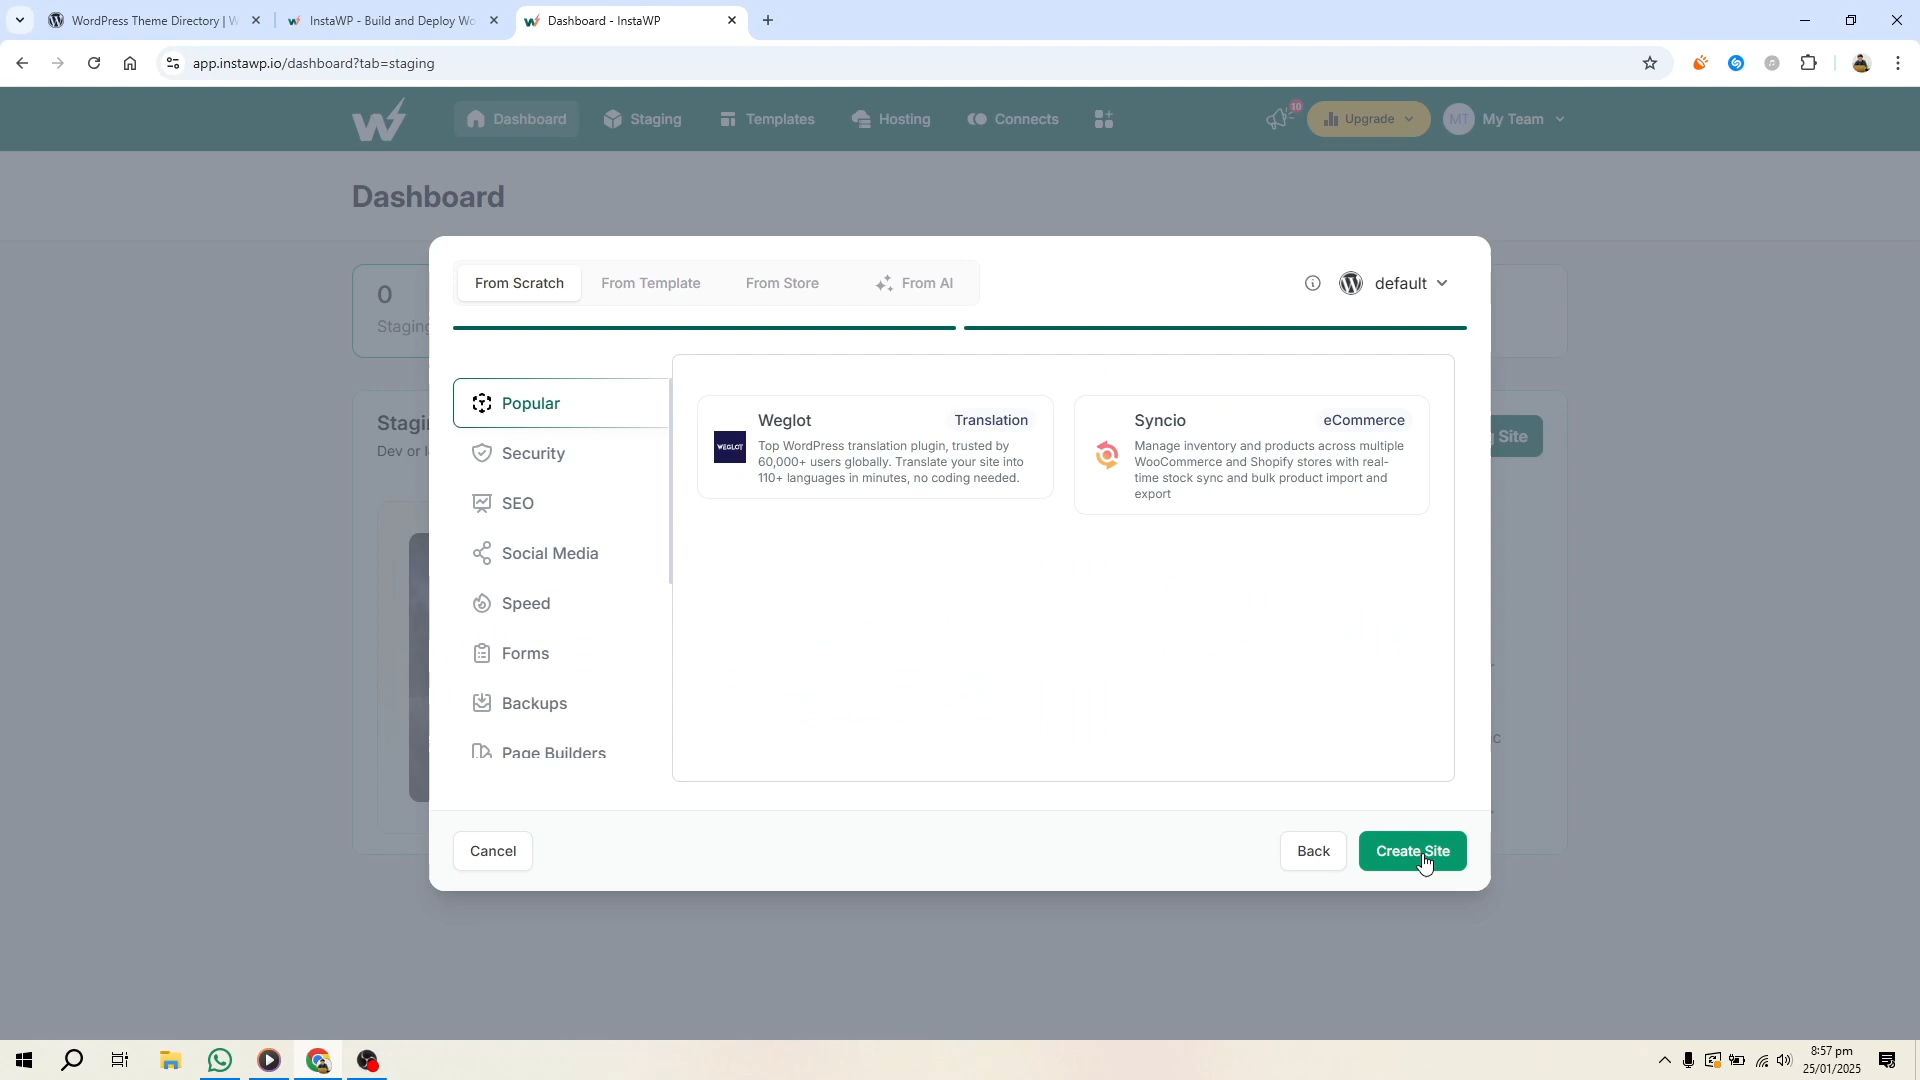 WordPress Theme Directory | W
InstaWP - Build and Deploy Wo
Dashboard - InstaWP
app.instawp.io/dashboard?tab=staging
Dashboard
Staging
Templates
Hosting
Connects
10
Upgrade
MT
My Team
Dashboard
0
Staging
From Scratch
From Template
From Store
From AI
default
Popular
Security
SEO
Social Media
Speed
Forms
Backups
Page Builders
WEGLOT
Weglot
Translation
Top WordPress translation plugin, trusted by
60,000+ users globally. Translate your site into
110+ languages in minutes, no coding needed.
Syncio
eCommerce
Manage inventory and products across multiple
WooCommerce and Shopify stores with real-
time stock sync and bulk product import and
export
Stagi
Dev or l
g Site
c
Cancel
Back
Create Site
8:57 pm
25/01/2025